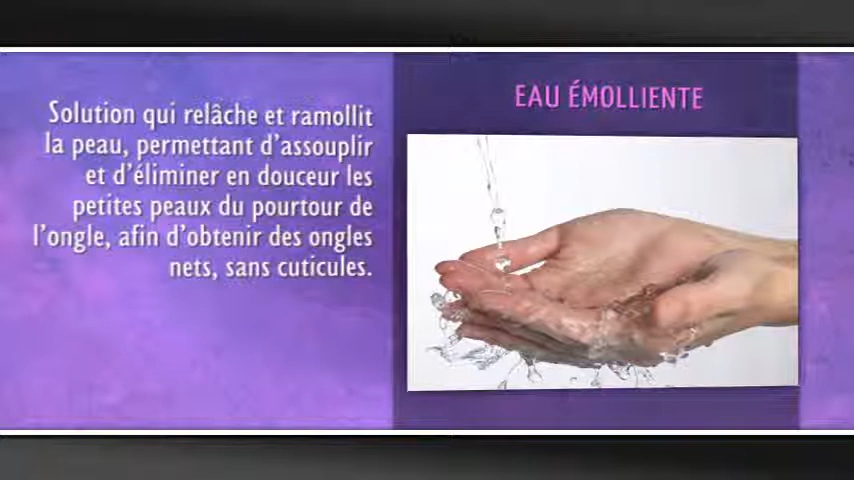 EAU ÉMOLLIENTE
Solution qui relâche et ramollit
la peau, permettant d'assouplir
et d'éliminer en douceur les
petites peaux du pourtour de
l'ongle, afin d'obtenir des ongles
nets, sans cuticules.